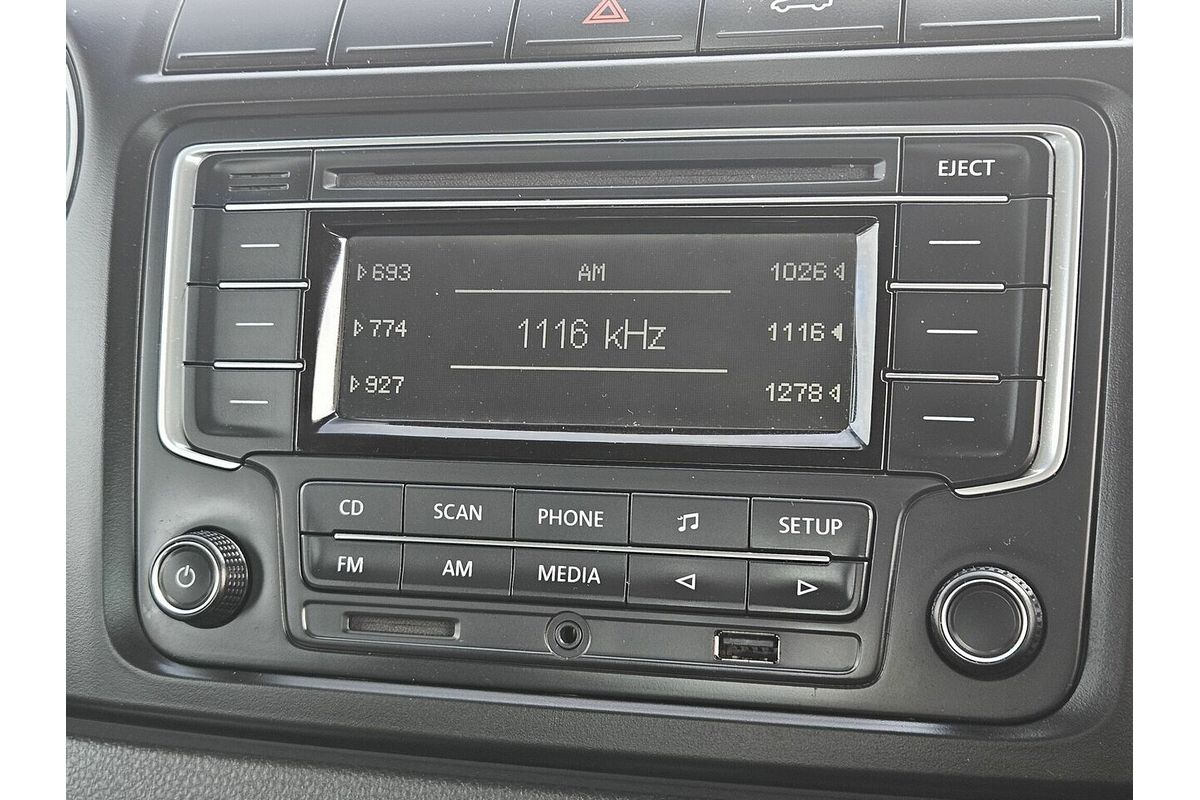 EJECT
693 AM 1026
774 1116 kHz 1116
927 1278
CD SCAN PHONE SETUP
FM AM MEDIA